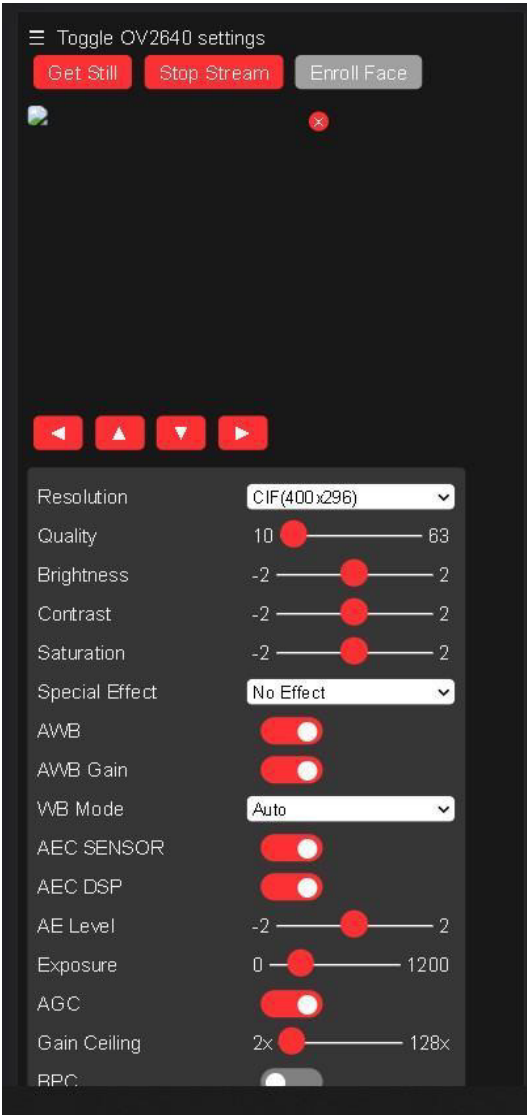 ☰ Toggle OV2640 settings
Get Still Stop Stream Enroll Face
Resolution CIF(400x296)
Quality 10 63
Brightness -2 2
Contrast -2 2
Saturation -2 2
Special Effect No Effect
AWB
AWB Gain
WB Mode Auto
AEC SENSOR
AEC DSP
AE Level -2 2
Exposure 0 1200
AGC
Gain Ceiling 2x 128x
BPC